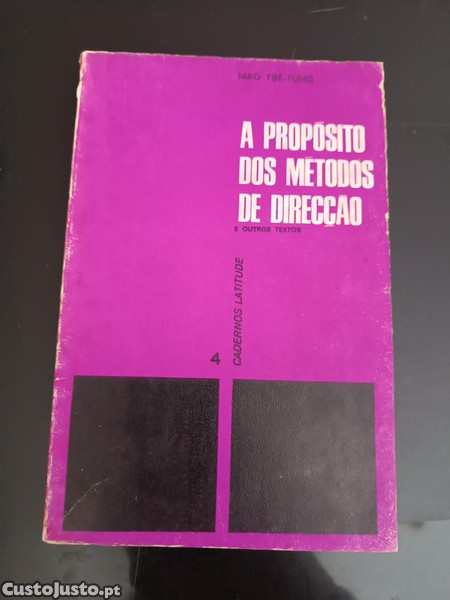 MAO TSE-TUNG
A PROPÓSITO
DOS MÉTODOS
DE DIRECÇÃO
E OUTROS TEXTOS
CADERNOS LATITUDE
4
CustoJusto.pt